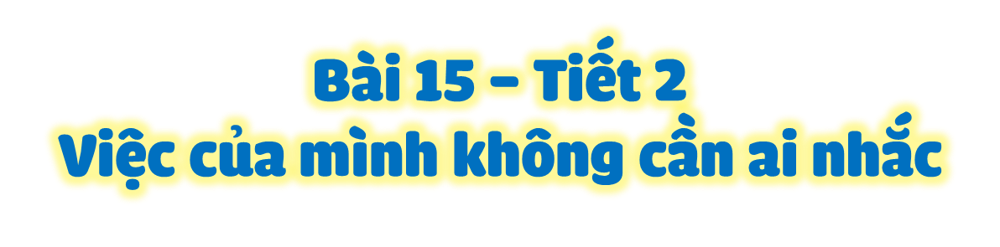 Bài 15 – Tiết 2
Việc của mình không cần ai nhắc